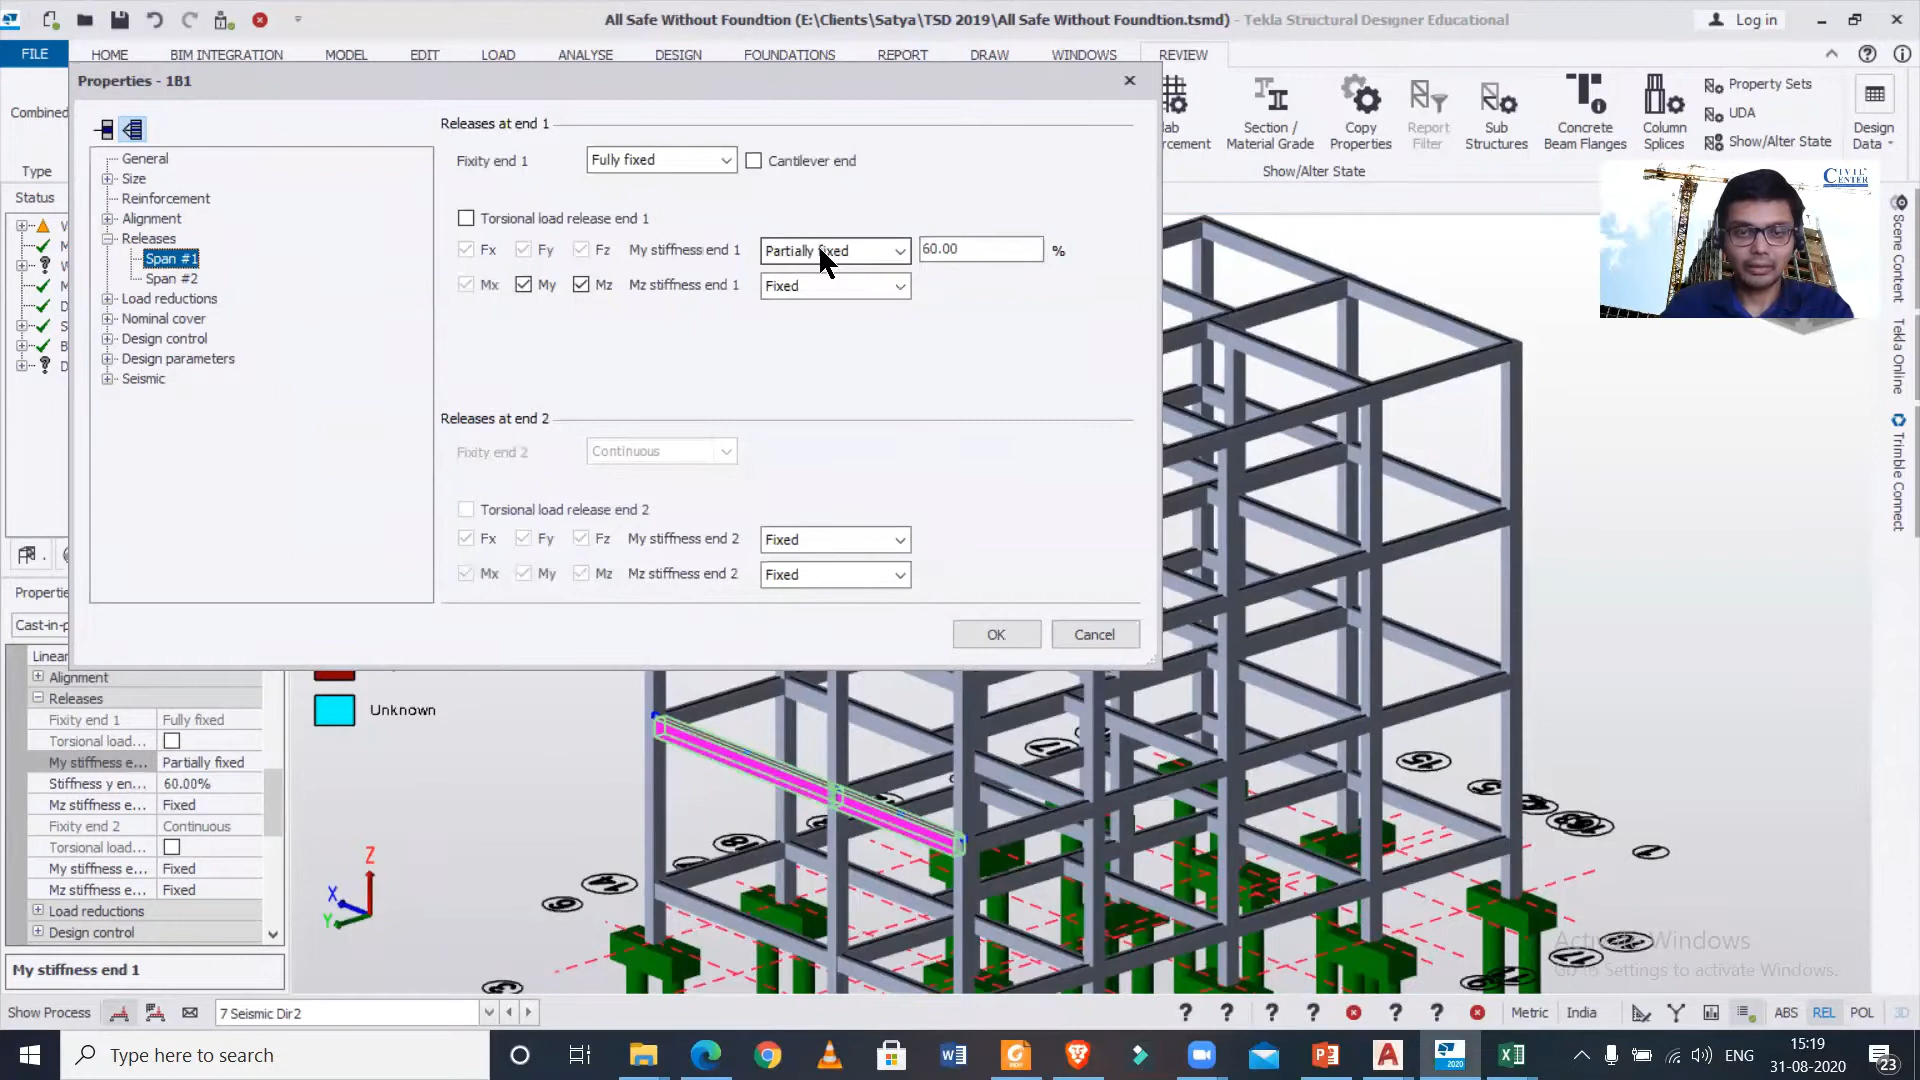 All Safe Without Foundtion (E:\Clients\Satya\TSD 2019\All Safe Without Foundtion.tsmd) - Tekla Structural Designer Educational
Log in
FILE HOME BIM INTEGRATION MODEL EDIT LOAD ANALYSE DESIGN FOUNDATIONS REPORT DRAW WINDOWS REVIEW
Properties - 1B1
Combined
Type
Status
Section / Material Grade
Copy Properties
Report Filter
Sub Structures
Concrete Beam Flanges
Column Splices
Property Sets
UDA
Show/Alter State
Design Data
Show/Alter State
CIVIL CENTER
Scene Content
Tekla Online
Trimble Connect
General
Size
Reinforcement
Alignment
Releases
Span #1
Span #2
Load reductions
Nominal cover
Design control
Design parameters
Seismic
Releases at end 1
Fixity end 1 Fully fixed Cantilever end
Torsional load release end 1
Fx Fy Fz My stiffness end 1 Partially fixed 60.00 %
Mx My Mz Mz stiffness end 1 Fixed
Releases at end 2
Fixity end 2 Continuous
Torsional load release end 2
Fx Fy Fz My stiffness end 2 Fixed
Mx My Mz Mz stiffness end 2 Fixed
OK Cancel
Alignment
Releases
Fixity end 1 Fully fixed
Torsional load...
My stiffness e... Partially fixed
Stiffness y en... 60.00%
Mz stiffness e... Fixed
Fixity end 2 Continuous
Torsional load...
My stiffness e... Fixed
Mz stiffness e... Fixed
Load reductions
Design control
My stiffness end 1
Unknown
Z
X
Y
17
15
18
14
9
Activate Windows
Go to Settings to activate Windows.
Show Process 7 Seismic Dir2 Metric India ABS REL POL 3D
Type here to search
2020
ENG
15:19
31-08-2020
23